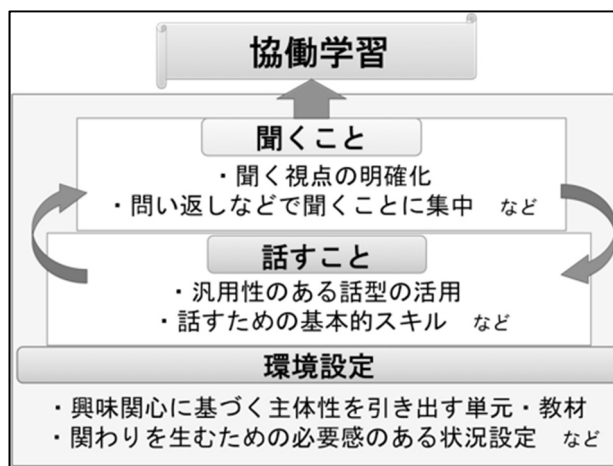 協働学習
聞くこと
・聞く視点の明確化
・問い返しなどで聞くことに集中　など
話すこと
・汎用性のある話型の活用
・話すための基本的スキル　など
環境設定
・興味関心に基づく主体性を引き出す単元・教材
・関わりを生むための必要感のある状況設定　など